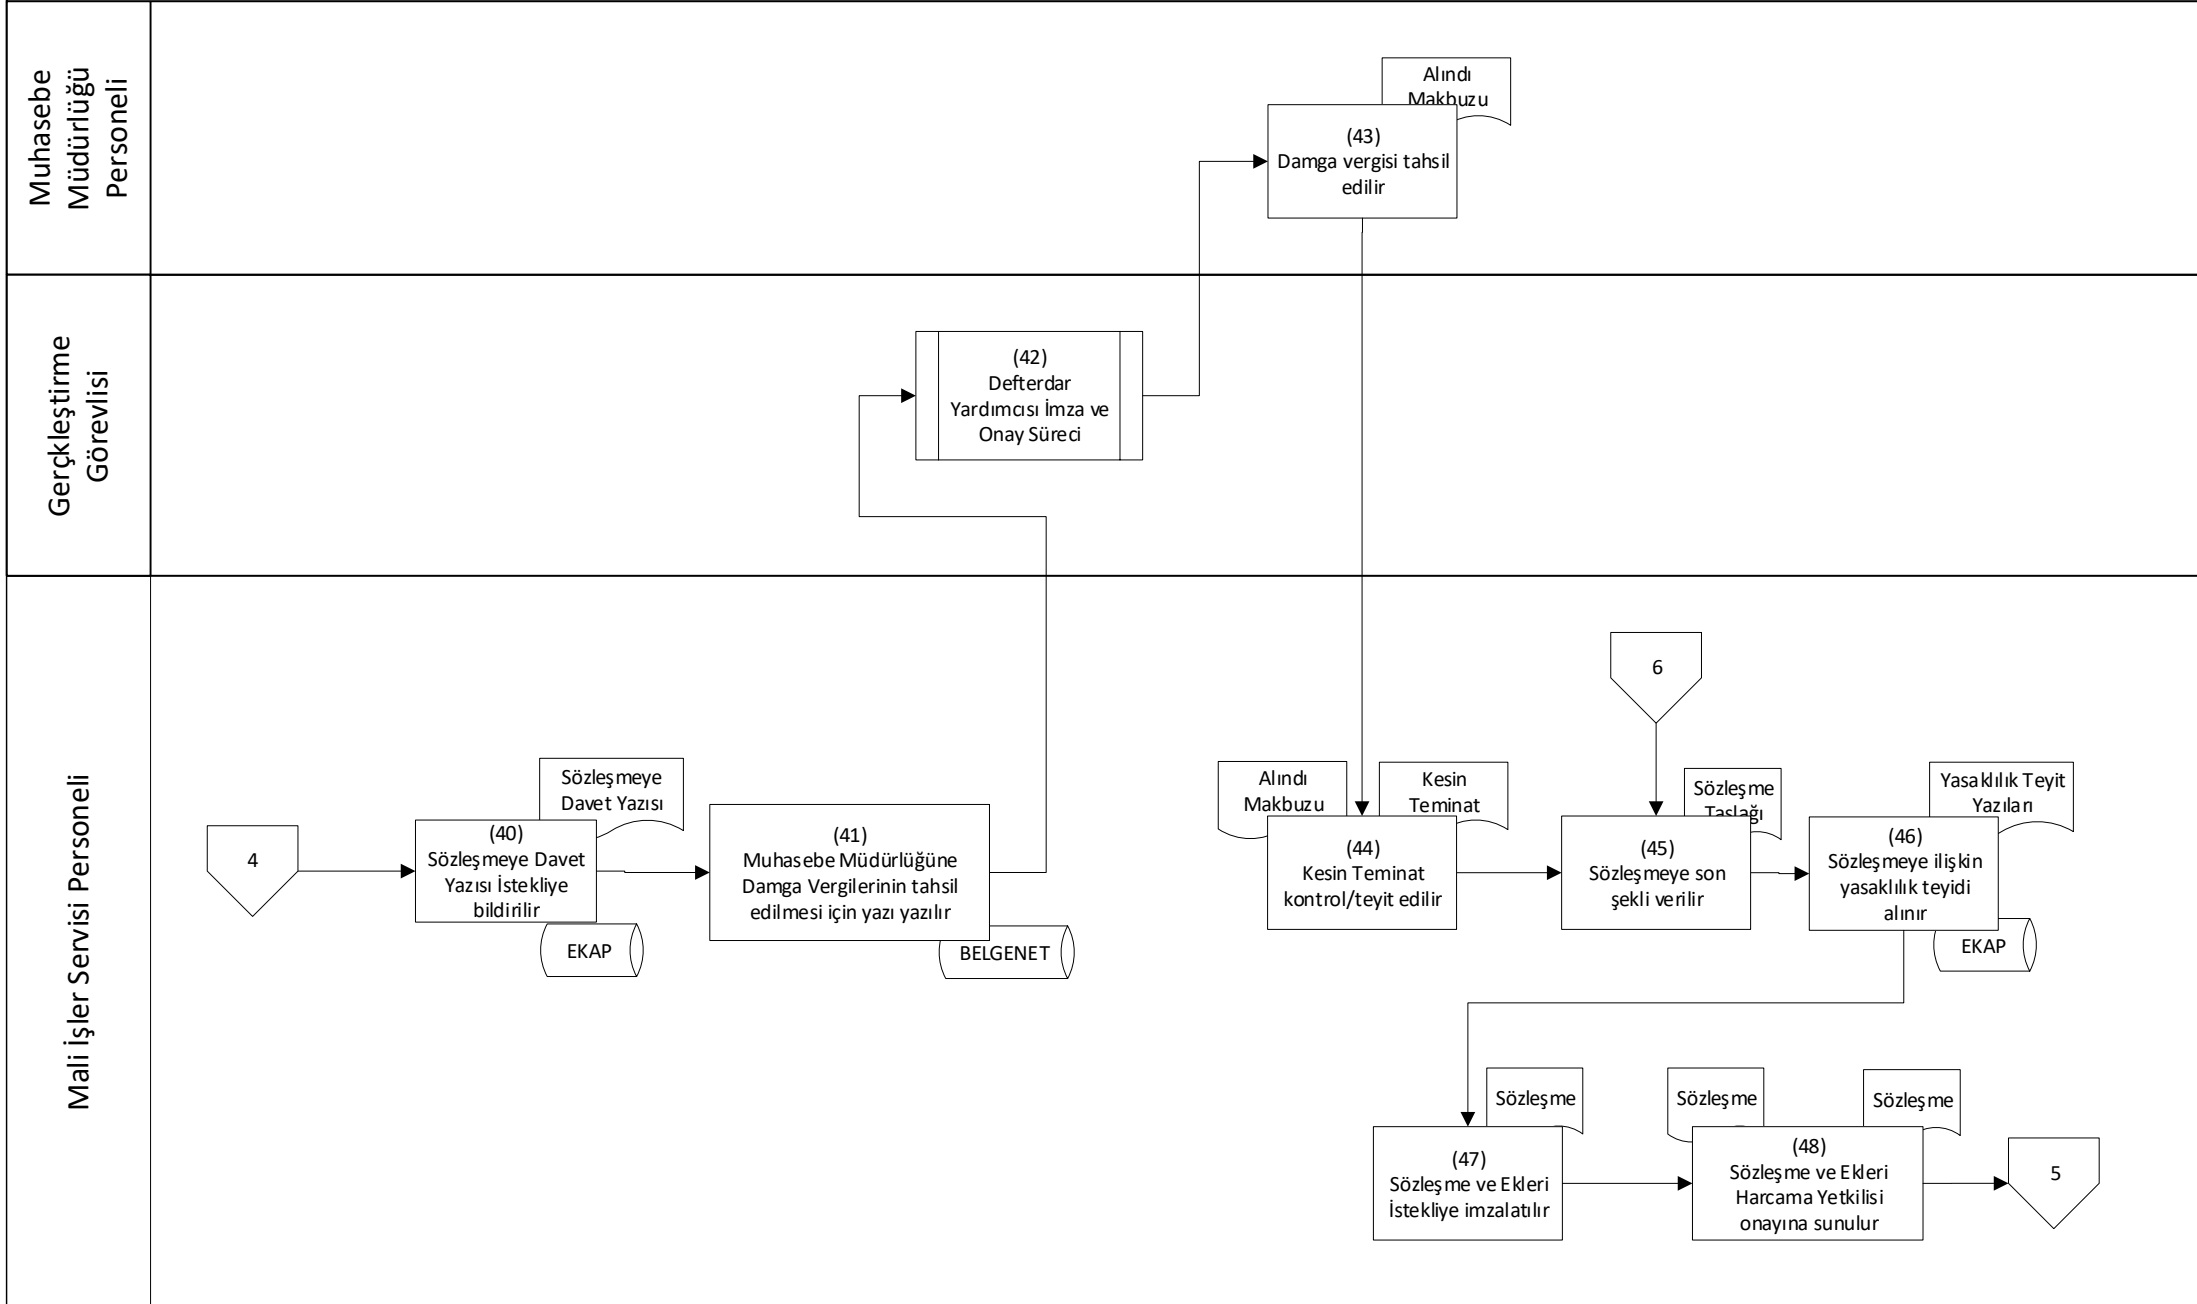 Muhasebe
Müdürlüğü
Personeli
Alındı
Makbuzu
(43)
Damga vergisi tahsil
edilir
Gerçkleştirme
Görevlisi
(42)
Defterdar
Yardımcısı İmza ve
Onay Süreci
Mali İşler Servisi Personeli
4
Sözleşmeye
Davet Yazısı
(40)
Sözleşmeye Davet
Yazısı İstekliye
bildirilir
EKAP
(41)
Muhasebe Müdürlüğüne
Damga Vergilerinin tahsil
edilmesi için yazı yazılır
BELGENET
Alındı
Makbuzu
Kesin
Teminat
(44)
Kesin Teminat
kontrol/teyit edilir
6
Sözleşme
Taslağı
(45)
Sözleşmeye son
şekli verilir
Yasaklılık Teyit
Yazıları
(46)
Sözleşmeye ilişkin
yasaklılık teyidi
alınır
EKAP
Sözleşme
(47)
Sözleşme ve Ekleri
İstekliye imzalatılır
Sözleşme
Sözleşme
(48)
Sözleşme ve Ekleri
Harcama Yetkilisi
onayına sunulur
5